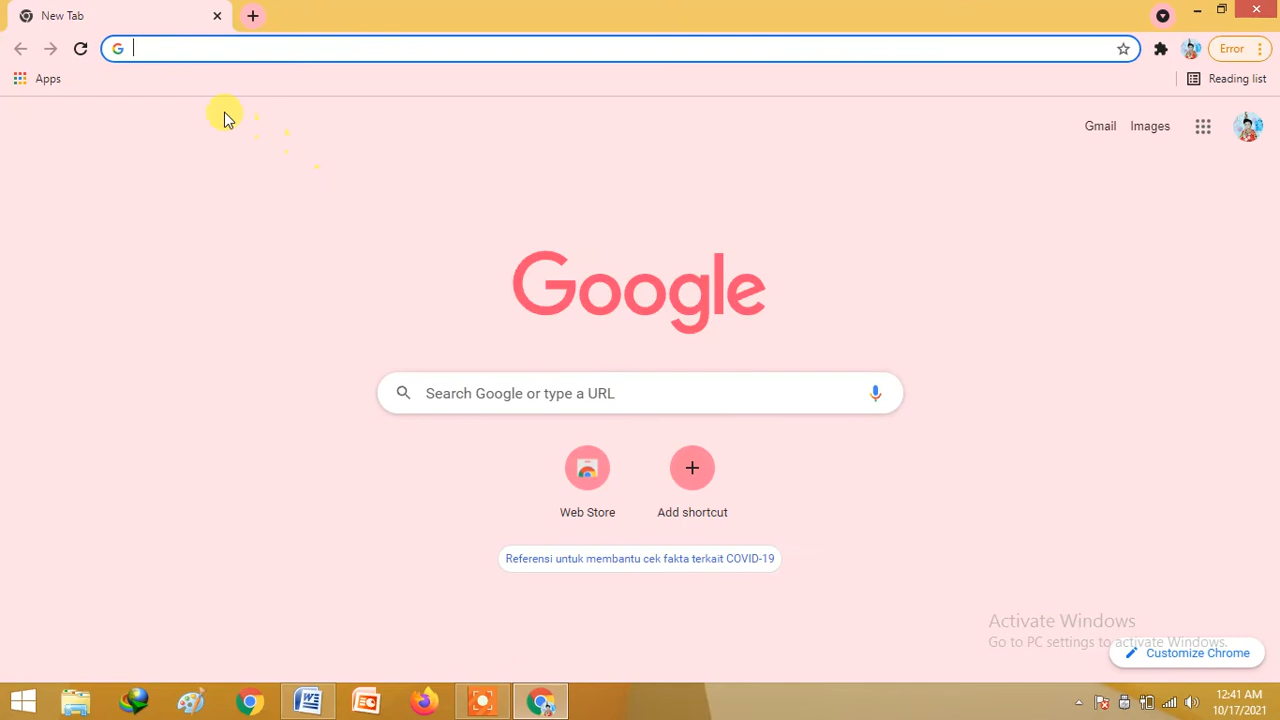 New Tab
Error
Apps
Reading list
Gmail Images
Google
Search Google or type a URL
Web Store
Add shortcut
Referensi untuk membantu cek fakta terkait COVID-19
Activate Windows
Go to PC settings to activate Windows.
Customize Chrome
12:41 AM
10/17/2021